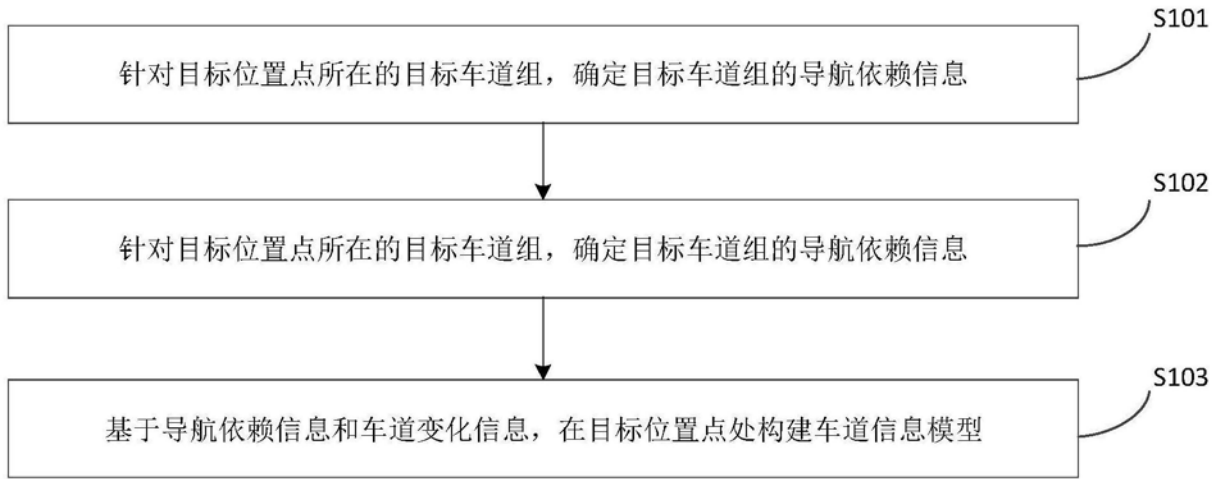 S101
针对目标位置点所在的目标车道组，确定目标车道组的导航依赖信息
S102
针对目标位置点所在的目标车道组，确定目标车道组的导航依赖信息
S103
基于导航依赖信息和车道变化信息，在目标位置点处构建车道信息模型